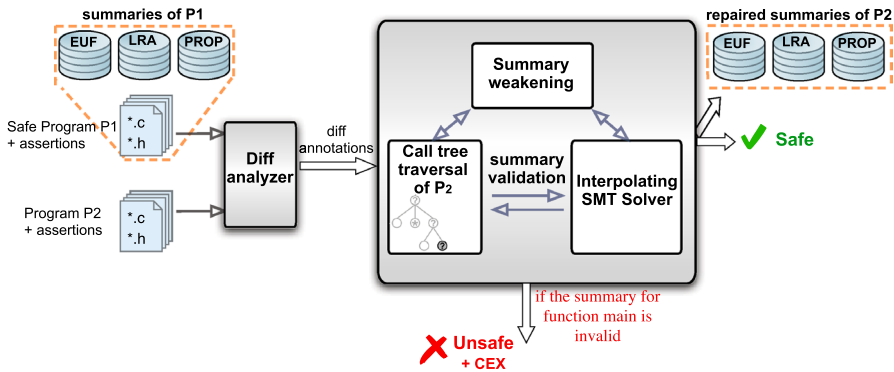 summaries of P1
EUF
LRA
PROP
Safe Program P1
+ assertions
*.c
*.h
Program P2
+ assertions
*.c
*.h
Diff
analyzer
diff
annotations
Summary
weakening
Call tree
traversal
of P2
?
*
?
?
summary
validation
Interpolating
SMT Solver
repaired summaries of P2
EUF
LRA
PROP
Safe
if the summary for
function main is
invalid
Unsafe
+ CEX